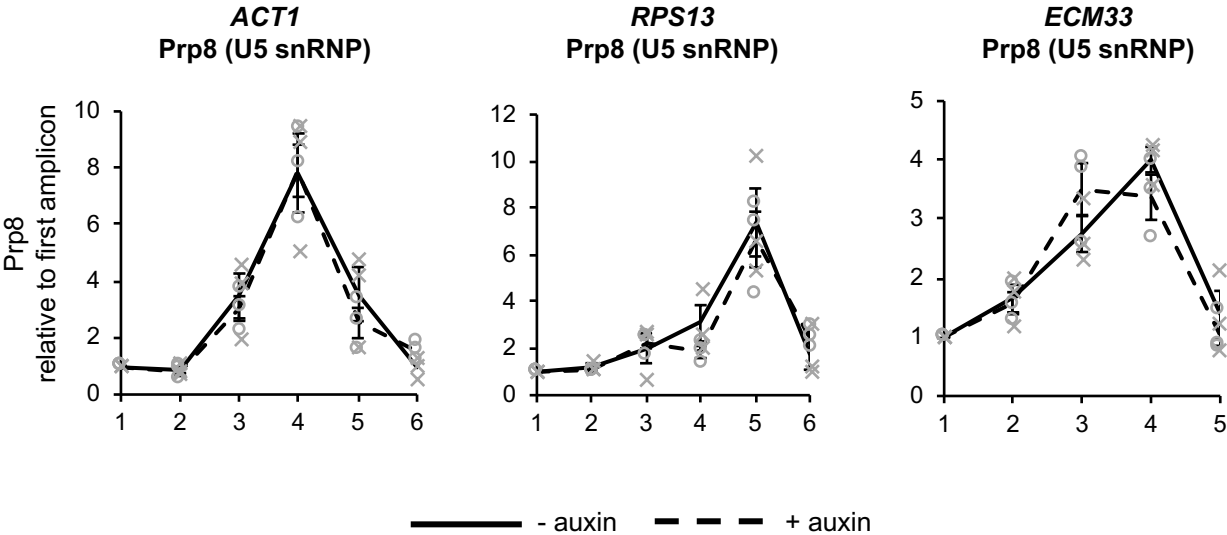 ACT1
Prp8 (U5 snRNP)
RPS13
Prp8 (U5 snRNP)
ECM33
Prp8 (U5 snRNP)
Prp8
relative to first amplicon
10
8
6
4
2
0
1 2 3 4 5 6
12
10
8
6
4
2
0
1 2 3 4 5 6
5
4
3
2
1
0
1 2 3 4 5
- auxin
+ auxin